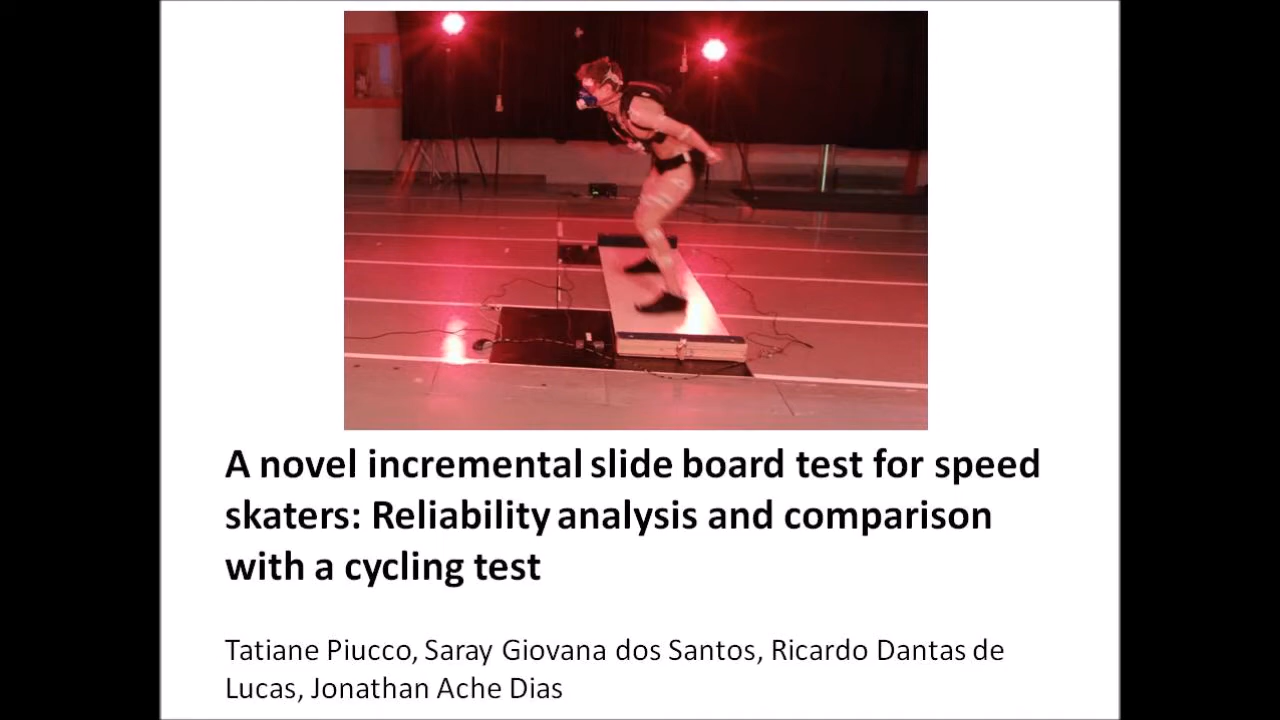 A novel incremental slide board test for speed
skaters: Reliability analysis and comparison
with a cycling test
Tatiane Piucco, Saray Giovana dos Santos, Ricardo Dantas de
Lucas, Jonathan Ache Dias